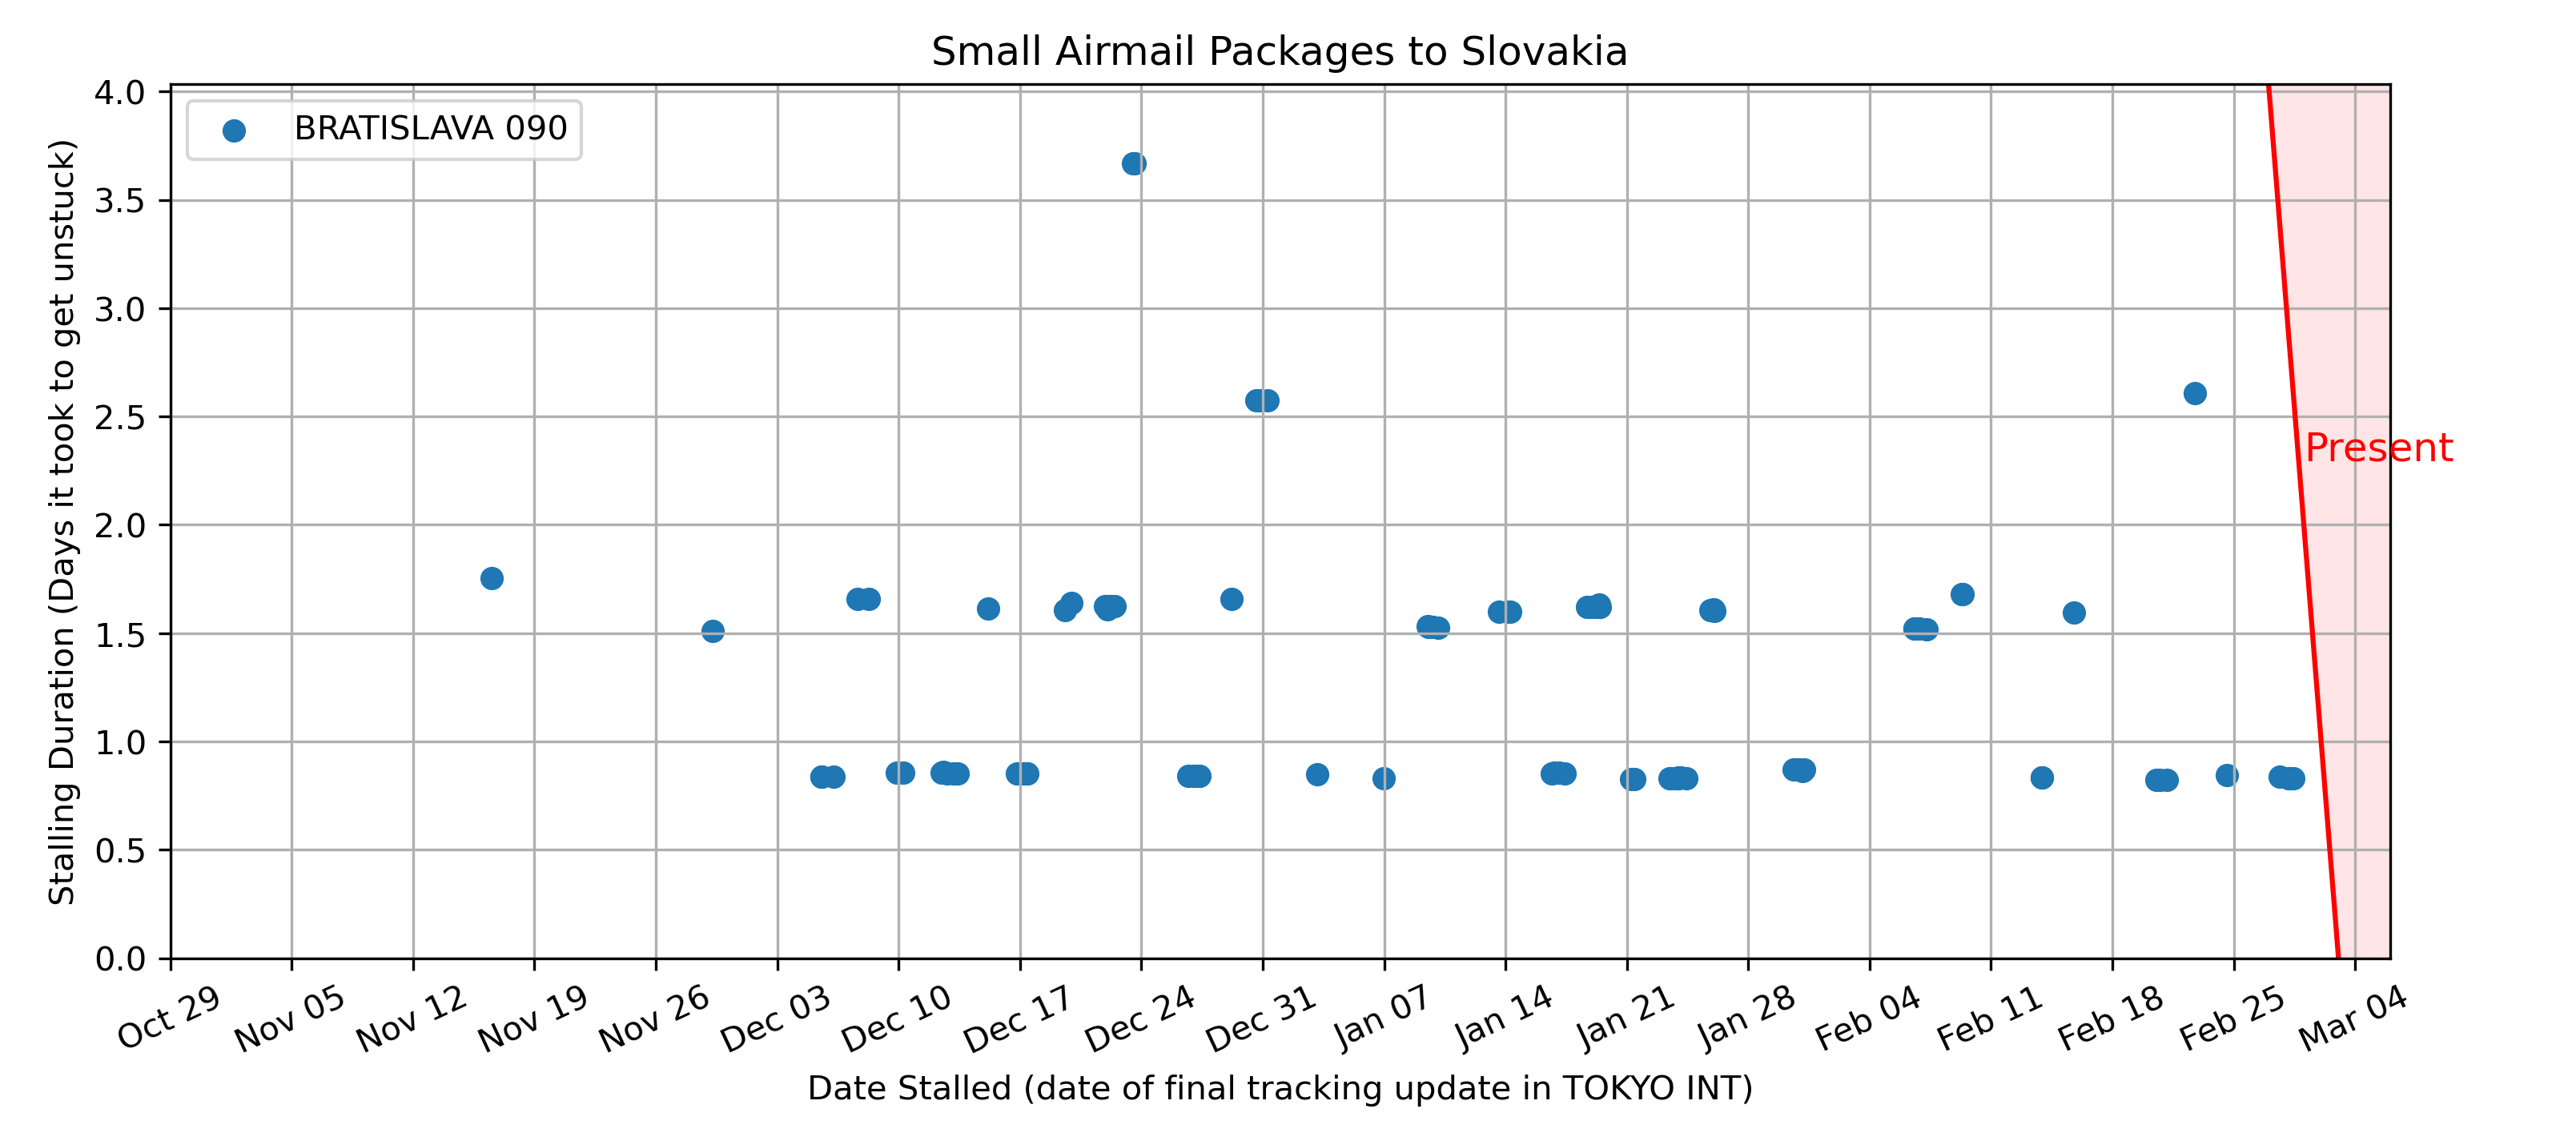 Small Airmail Packages to Slovakia
BRATISLAVA 090
Stalling Duration (Days it took to get unstuck)
4.0
3.5
3.0
2.5
2.0
1.5
1.0
0.5
0.0
Present
Oct 29
Nov 05
Nov 12
Nov 19
Nov 26
Dec 03
Dec 10
Dec 17
Dec 24
Dec 31
Jan 07
Jan 14
Jan 21
Jan 28
Feb 04
Feb 11
Feb 18
Feb 25
Mar 04
Date Stalled (date of final tracking update in TOKYO INT)